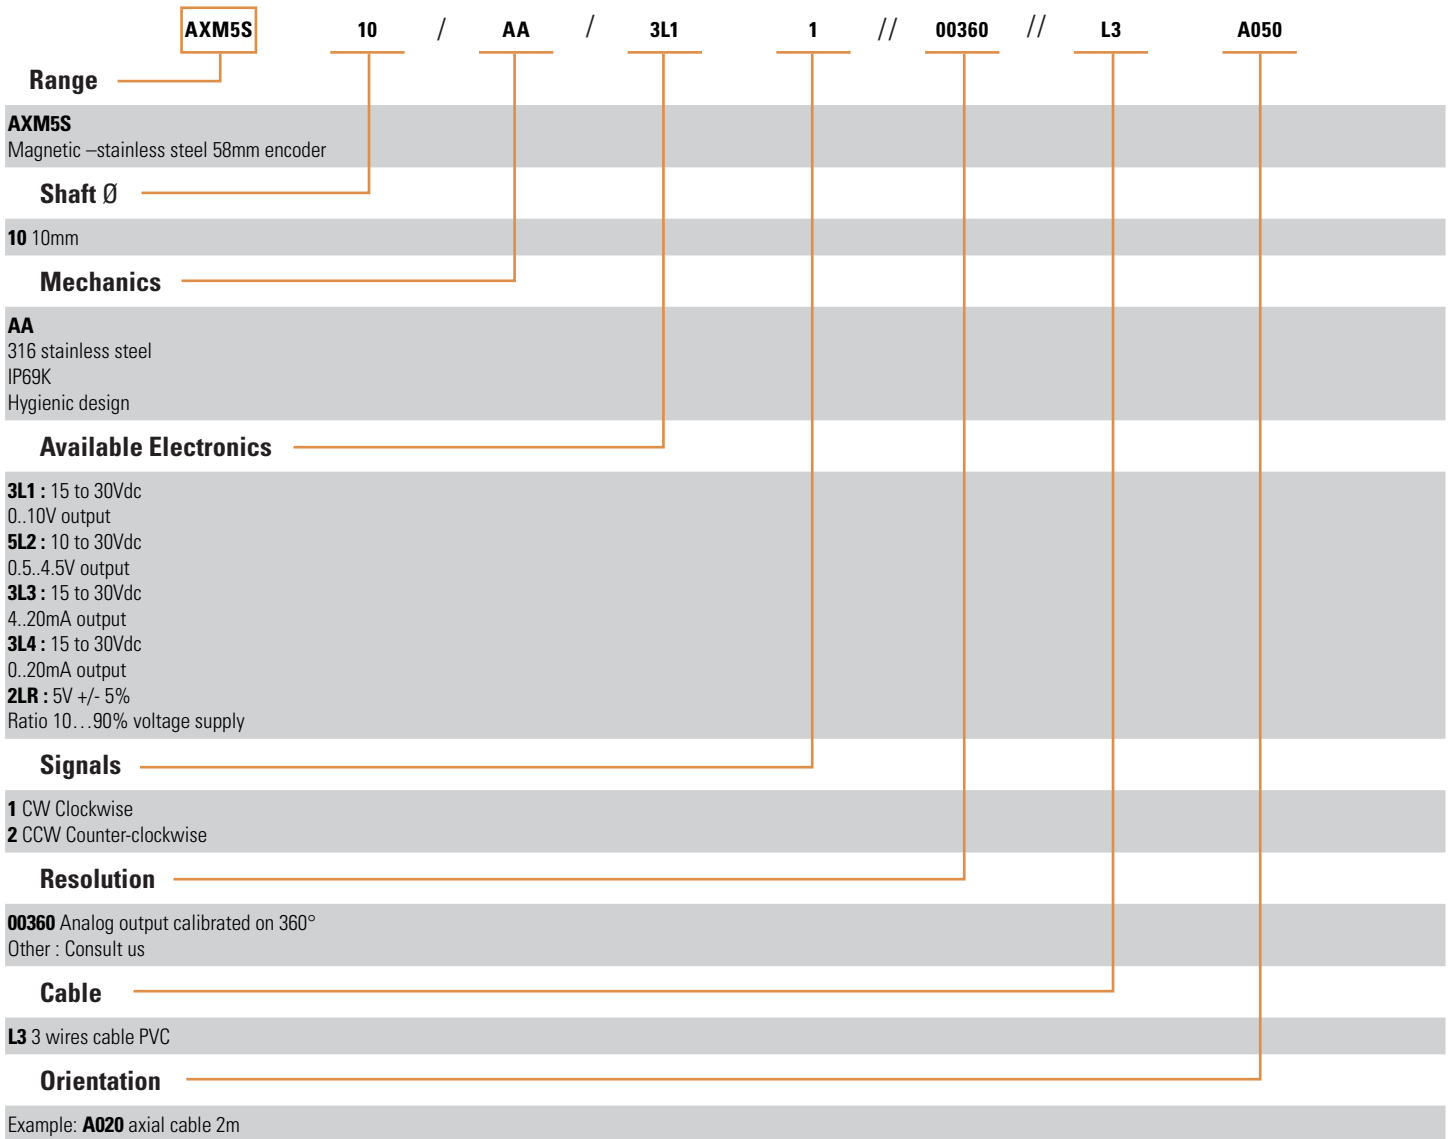 AXM5S 10 / AA / 3L1 1 // 00360 // L3 A050
Range
AXM5S
Magnetic –stainless steel 58mm encoder
Shaft Ø
10 10mm
Mechanics
AA
316 stainless steel
IP69K
Hygienic design
Available Electronics
3L1 : 15 to 30Vdc
0..10V output
5L2 : 10 to 30Vdc
0.5..4.5V output
3L3 : 15 to 30Vdc
4..20mA output
3L4 : 15 to 30Vdc
0..20mA output
2LR : 5V +/- 5%
Ratio 10…90% voltage supply
Signals
1 CW Clockwise
2 CCW Counter-clockwise
Resolution
00360 Analog output calibrated on 360°
Other : Consult us
Cable
L3 3 wires cable PVC
Orientation
Example: A020 axial cable 2m